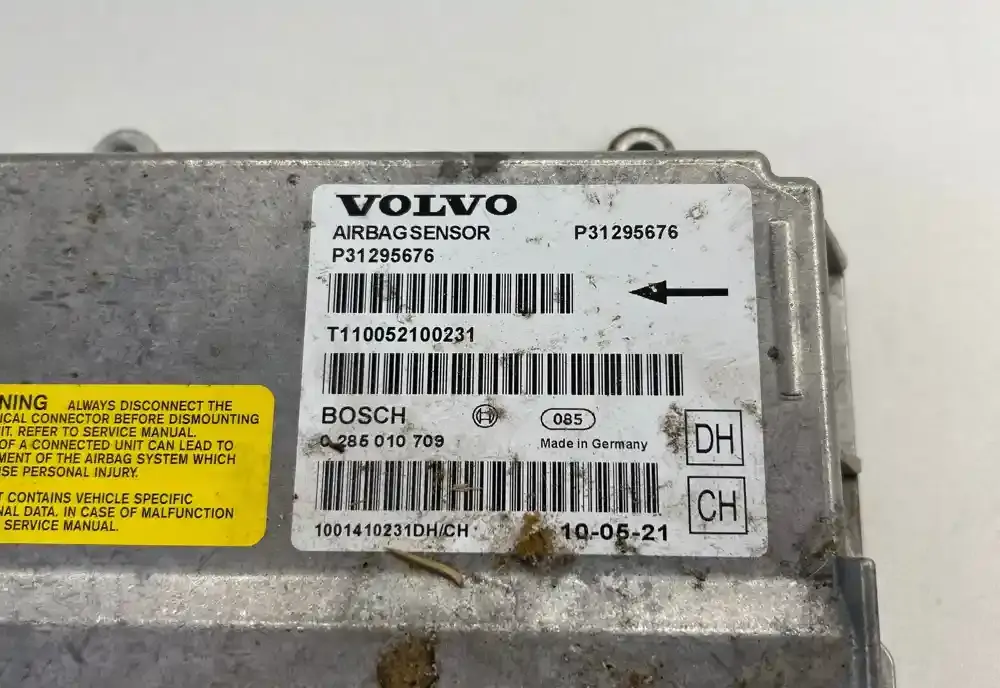 VOLVO
AIRBAG SENSOR P31295676
P31295676
T110052100231
BOSCH 085
0 285 010 709 Made in Germany
DH
CH
1001410231DH/CH 10-05-21
NING ALWAYS DISCONNECT THE
ICAL CONNECTOR BEFORE DISMOUNTING
IT. REFER TO SERVICE MANUAL.
OF A CONNECTED UNIT CAN LEAD TO
MENT OF THE AIRBAG SYSTEM WHICH
SE PERSONAL INJURY.
T CONTAINS VEHICLE SPECIFIC
NAL DATA. IN CASE OF MALFUNCTION
SERVICE MANUAL.